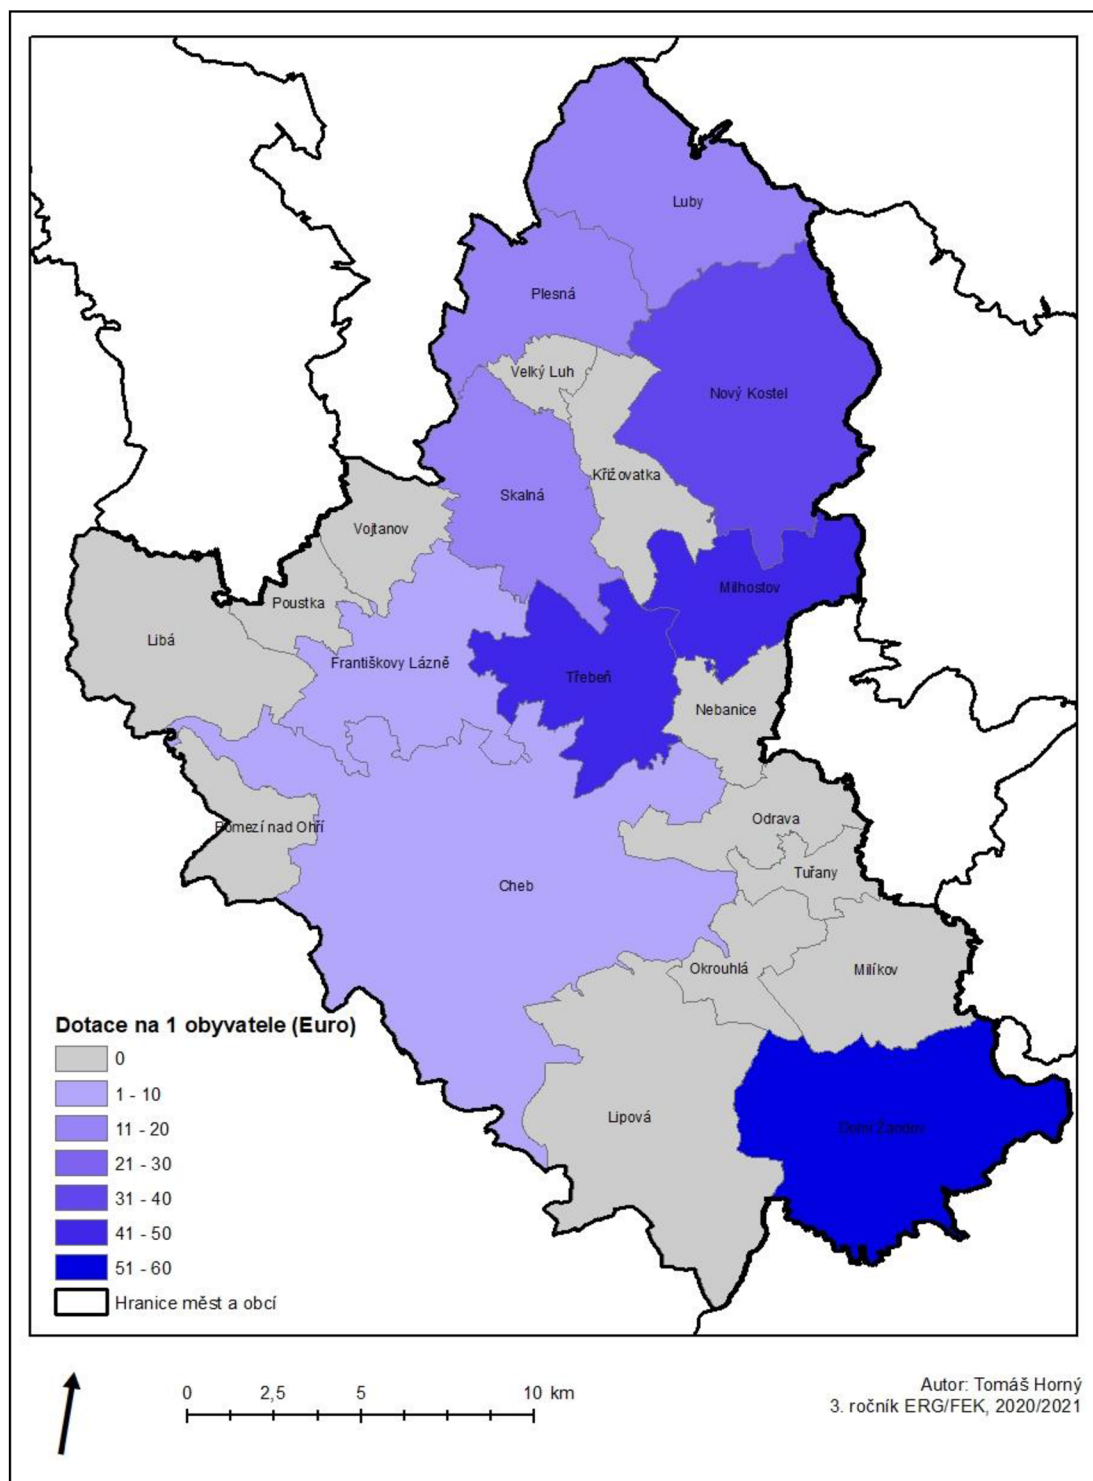 Luby
Plesná
Velký Luh
Nový Kostel
Křižovatka
Skalná
Vojtanov
Milhostov
Poustka
Libá
Františkovy Lázně
Třebeň
Nebanice
Pomezí nad Ohří
Odrava
Tuřany
Cheb
Okrouhlá
Milíkov
Lipová
Dolní Žandov
Dotace na 1 obyvatele (Euro)
0
1 - 10
11 - 20
21 - 30
31 - 40
41 - 50
51 - 60
Hranice měst a obcí
0 2,5 5 10 km
Autor: Tomáš Horný
3. ročník ERG/FEK, 2020/2021